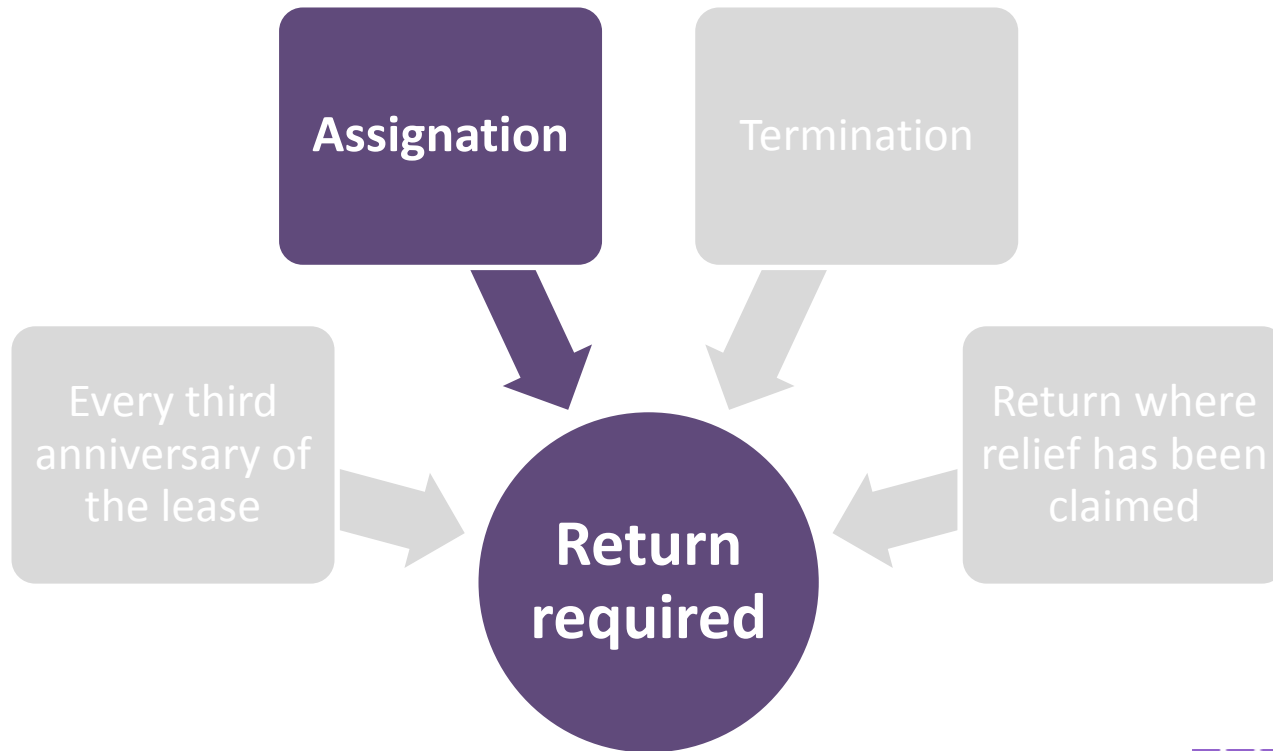 Assignation
Termination
Every third
anniversary of
the lease
Return where
relief has been
claimed
Return
required